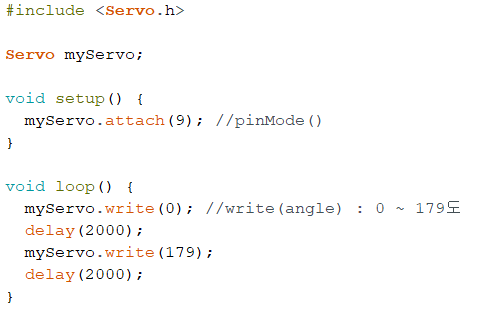 #include <Servo.h>
Servo myServo;
void setup() {
myServo.attach(9); //pinMode()
}
void loop() {
myServo.write(0); //write(angle) : 0 ~ 179도
delay(2000);
myServo.write(179);
delay(2000);
}